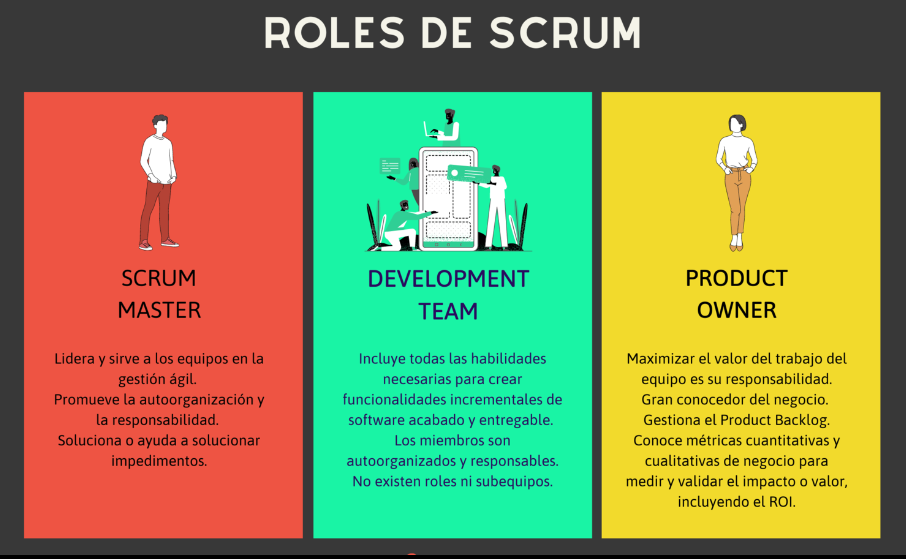 ROLES DE SCRUM
SCRUM
MASTER
Lidera y sirve a los equipos en la
gestión ágil.
Promueve la autoorganización y
la responsabilidad.
Soluciona o ayuda a solucionar
impedimentos.
DEVELOPMENT
TEAM
Incluye todas las habilidades
necesarias para crear
funcionalidades incrementales de
software acabado y entregable.
Los miembros son
autoorganizados y responsables.
No existen roles ni subequipos.
PRODUCT
OWNER
Maximizar el valor del trabajo del
equipo es su responsabilidad.
Gran conocedor del negocio.
Gestiona el Product Backlog.
Conoce métricas cuantitativas y
cualitativas de negocio para
medir y validar el impacto o valor,
incluyendo el ROI.